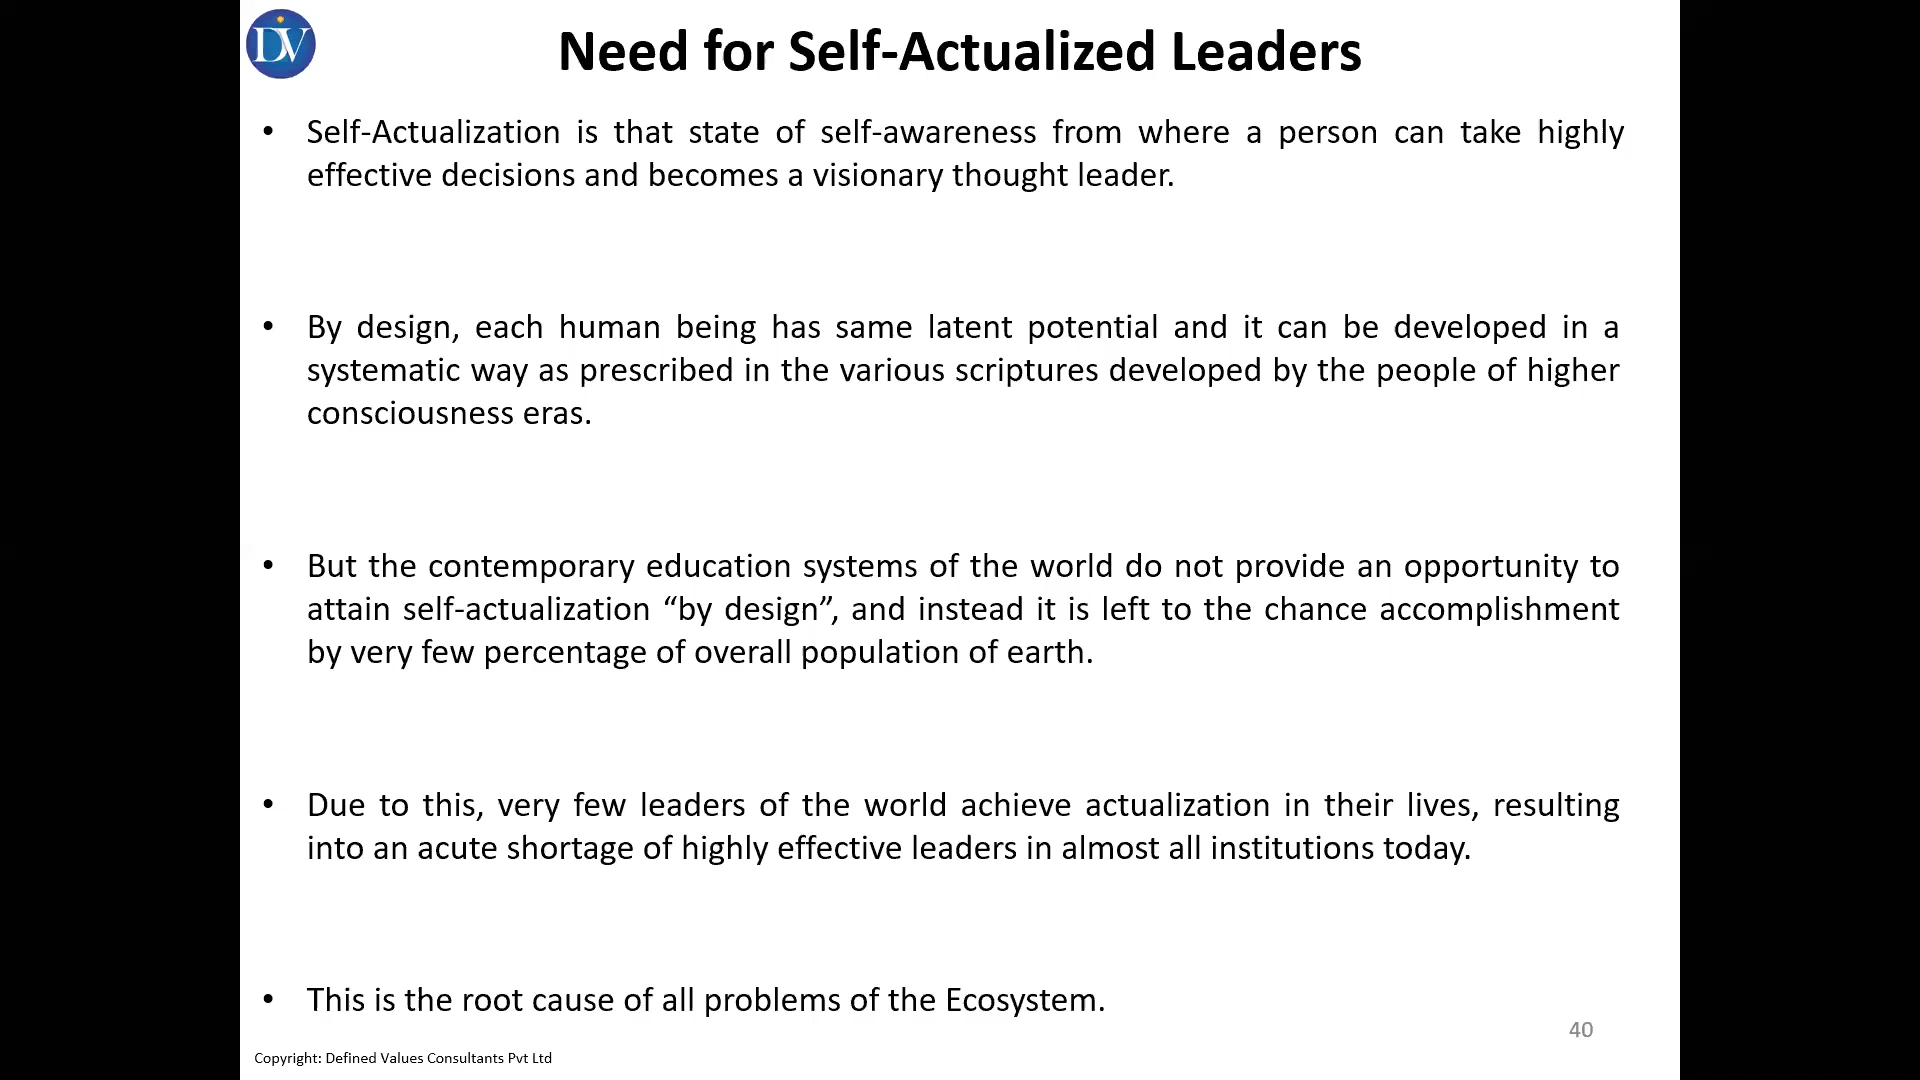 DV
Need for Self-Actualized Leaders
• Self-Actualization is that state of self-awareness from where a person can take highly
effective decisions and becomes a visionary thought leader.
• By design, each human being has same latent potential and it can be developed in a
systematic way as prescribed in the various scriptures developed by the people of higher
consciousness eras.
• But the contemporary education systems of the world do not provide an opportunity to
attain self-actualization “by design”, and instead it is left to the chance accomplishment
by very few percentage of overall population of earth.
• Due to this, very few leaders of the world achieve actualization in their lives, resulting
into an acute shortage of highly effective leaders in almost all institutions today.
• This is the root cause of all problems of the Ecosystem.
40
Copyright: Defined Values Consultants Pvt Ltd